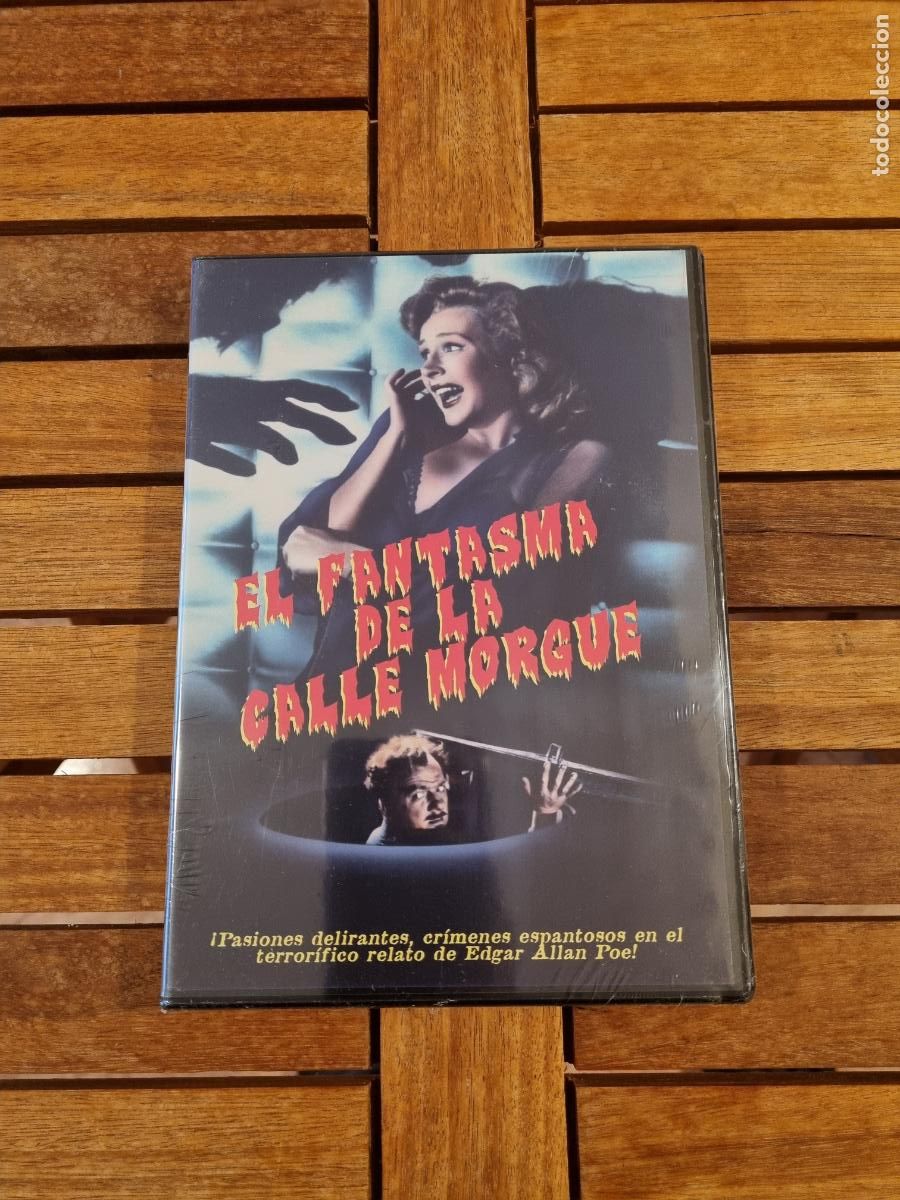 todocoleccion
EL FANTASMA
DE LA
CALLE MORGUE
¡Pasiones delirantes, crímenes espantosos en el
terrorífico relato de Edgar Allan Poe!